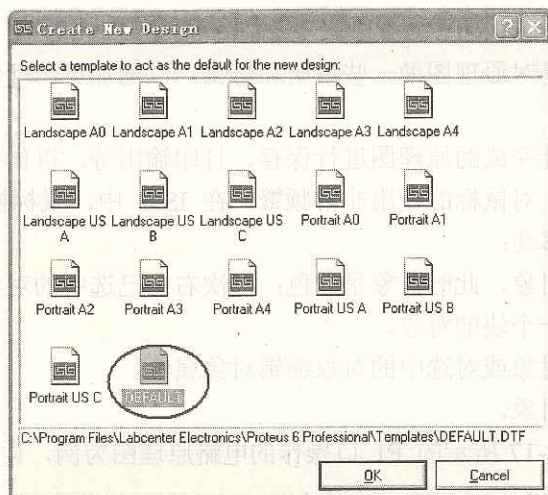 ISIS Create New Design
Select a template to act as the default for the new design:
Landscape A0 Landscape A1 Landscape A2 Landscape A3 Landscape A4
Landscape US A Landscape US B Landscape US C Portrait A0 Portrait A1
Portrait A2 Portrait A3 Portrait A4 Portrait US A Portrait US B
Portrait US C DEFAULT
C:\Program Files\Labcenter Electronics\Proteus 6 Professional\Templates\DEFAULT.DTF
OK Cancel